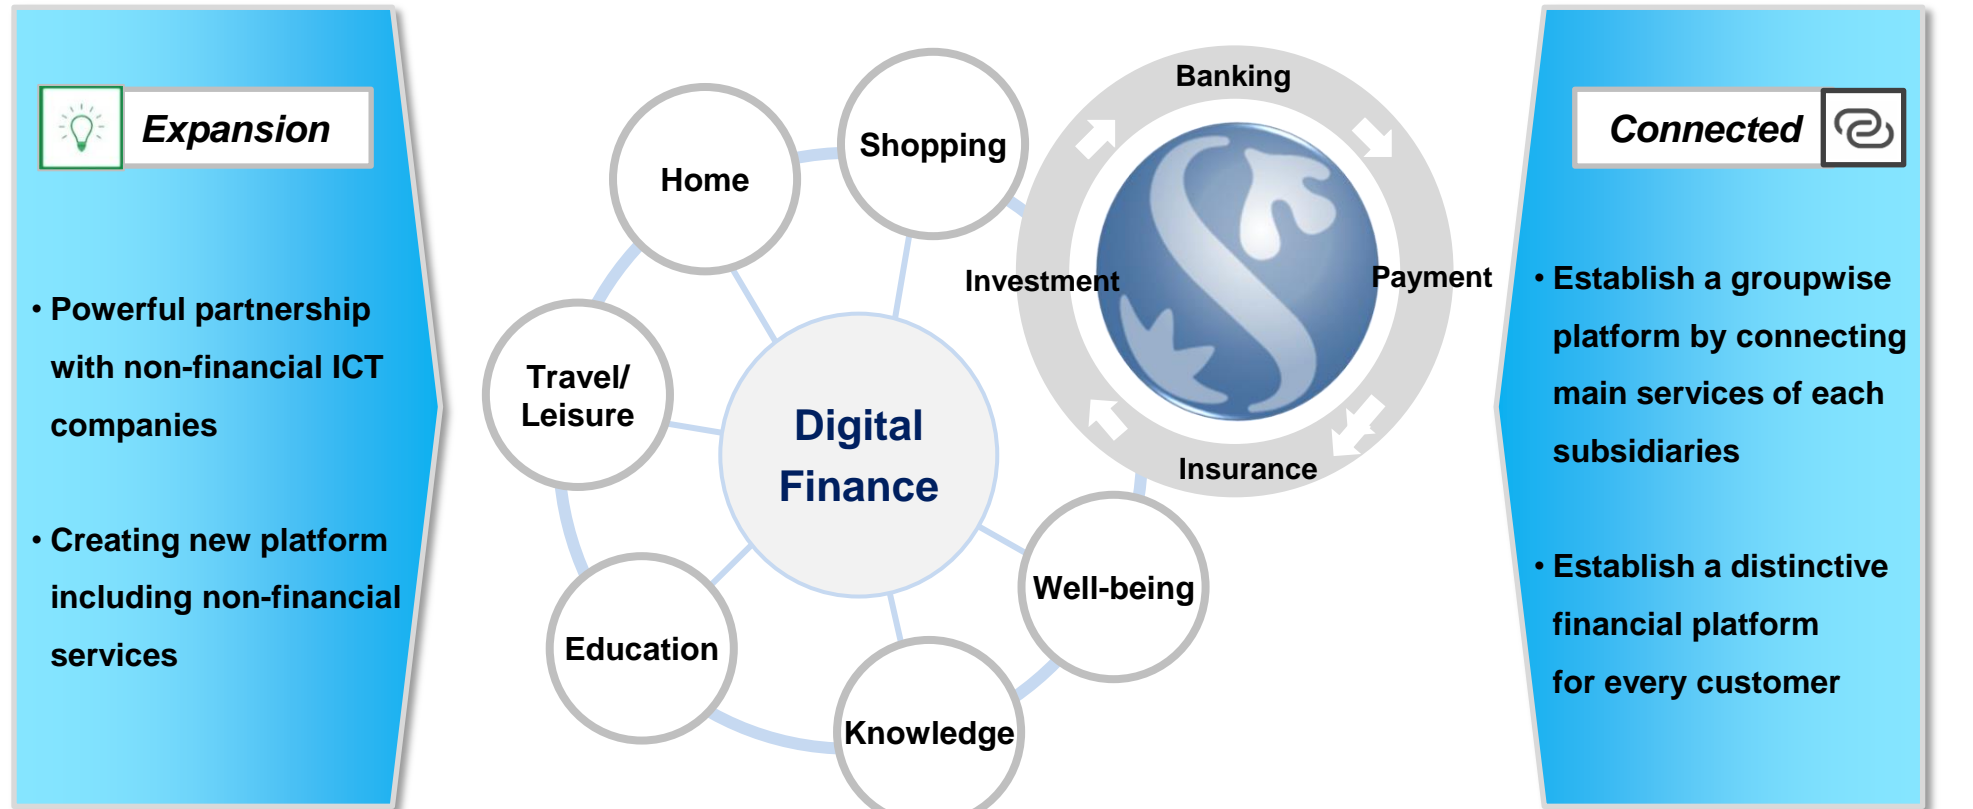 Expansion
• Powerful partnership
with non-financial ICT
companies
• Creating new platform
including non-financial
services
Home
Shopping
Travel/
Leisure
Digital
Finance
Education
Knowledge
Well-being
Banking
Investment
Payment
Insurance
Connected
• Establish a groupwise
platform by connecting
main services of each
subsidiaries
• Establish a distinctive
financial platform
for every customer